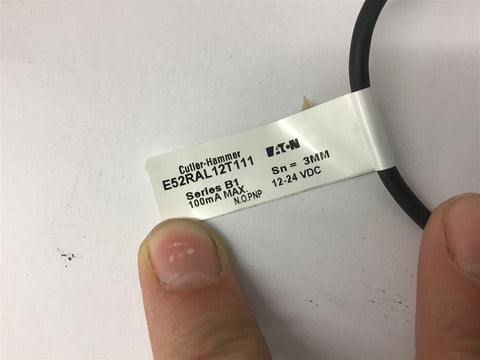 Cutler-Hammer EATON
E52RAL12T111
Sn = 3MM
Series B1 12-24 VDC
100mA MAX.
N.O.PNP